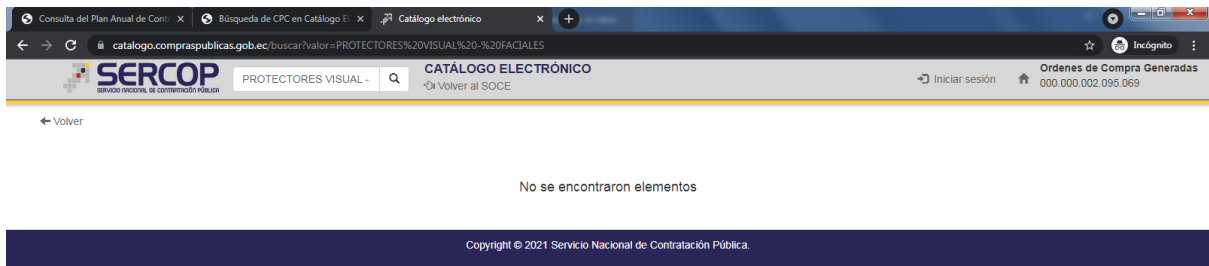 Consulta del Plan Anual de Contr
Búsqueda de CPC en Catálogo El
Catálogo electrónico
catalogo.compraspublicas.gob.ec/buscar?valor=PROTECTORES%20VISUAL%20-%20FACIALES
Incógnito
SERCOP
SERVICIO NACIONAL DE CONTRATACIÓN PÚBLICA
PROTECTORES VISUAL -
CATÁLOGO ELECTRÓNICO
Volver al SOCE
Iniciar sesión
Ordenes de Compra Generadas
000.000.002.095.069
Volver
No se encontraron elementos
Copyright © 2021 Servicio Nacional de Contratación Pública.